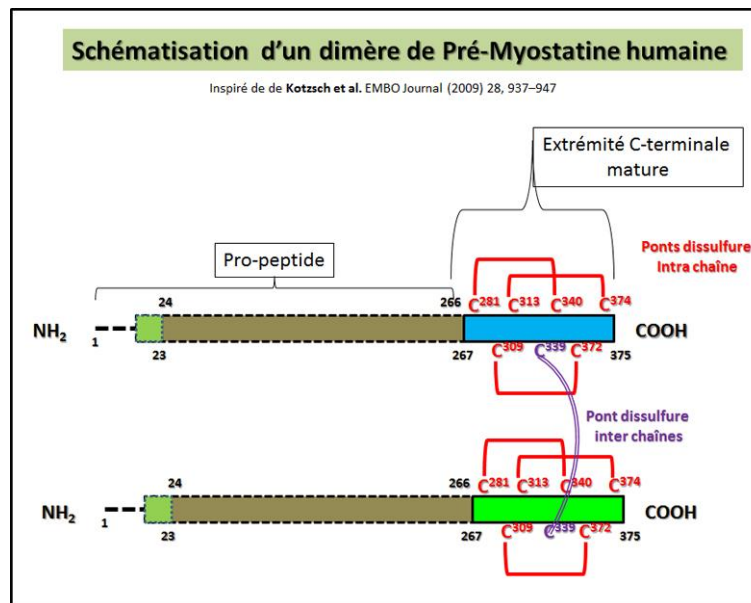 Schématisation d'un dimère de Pré-Myostatine humaine
Inspiré de de Kotzsch et al. EMBO Journal (2009) 28, 937–947
Extrémité C-terminale
mature
Pro-peptide
Ponts dissulfure
Intra chaîne
24
266
C281 C313 C340 C374
NH2
COOH
1
23
267
C309 C339 C372
375
Pont dissulfure
inter chaînes
24
266
C281 C313 C340 C374
NH2
COOH
1
23
267
C309 C339 C372
375